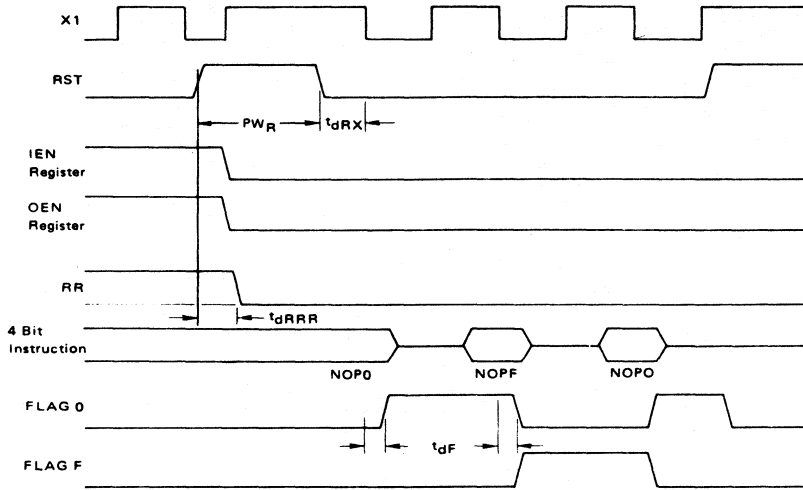 X1
RST
PWR
tdRX
IEN
Register
OEN
Register
RR
tdRRR
4 Bit
Instruction
NOP0
NOPF
NOPO
FLAG 0
tdF
FLAG F